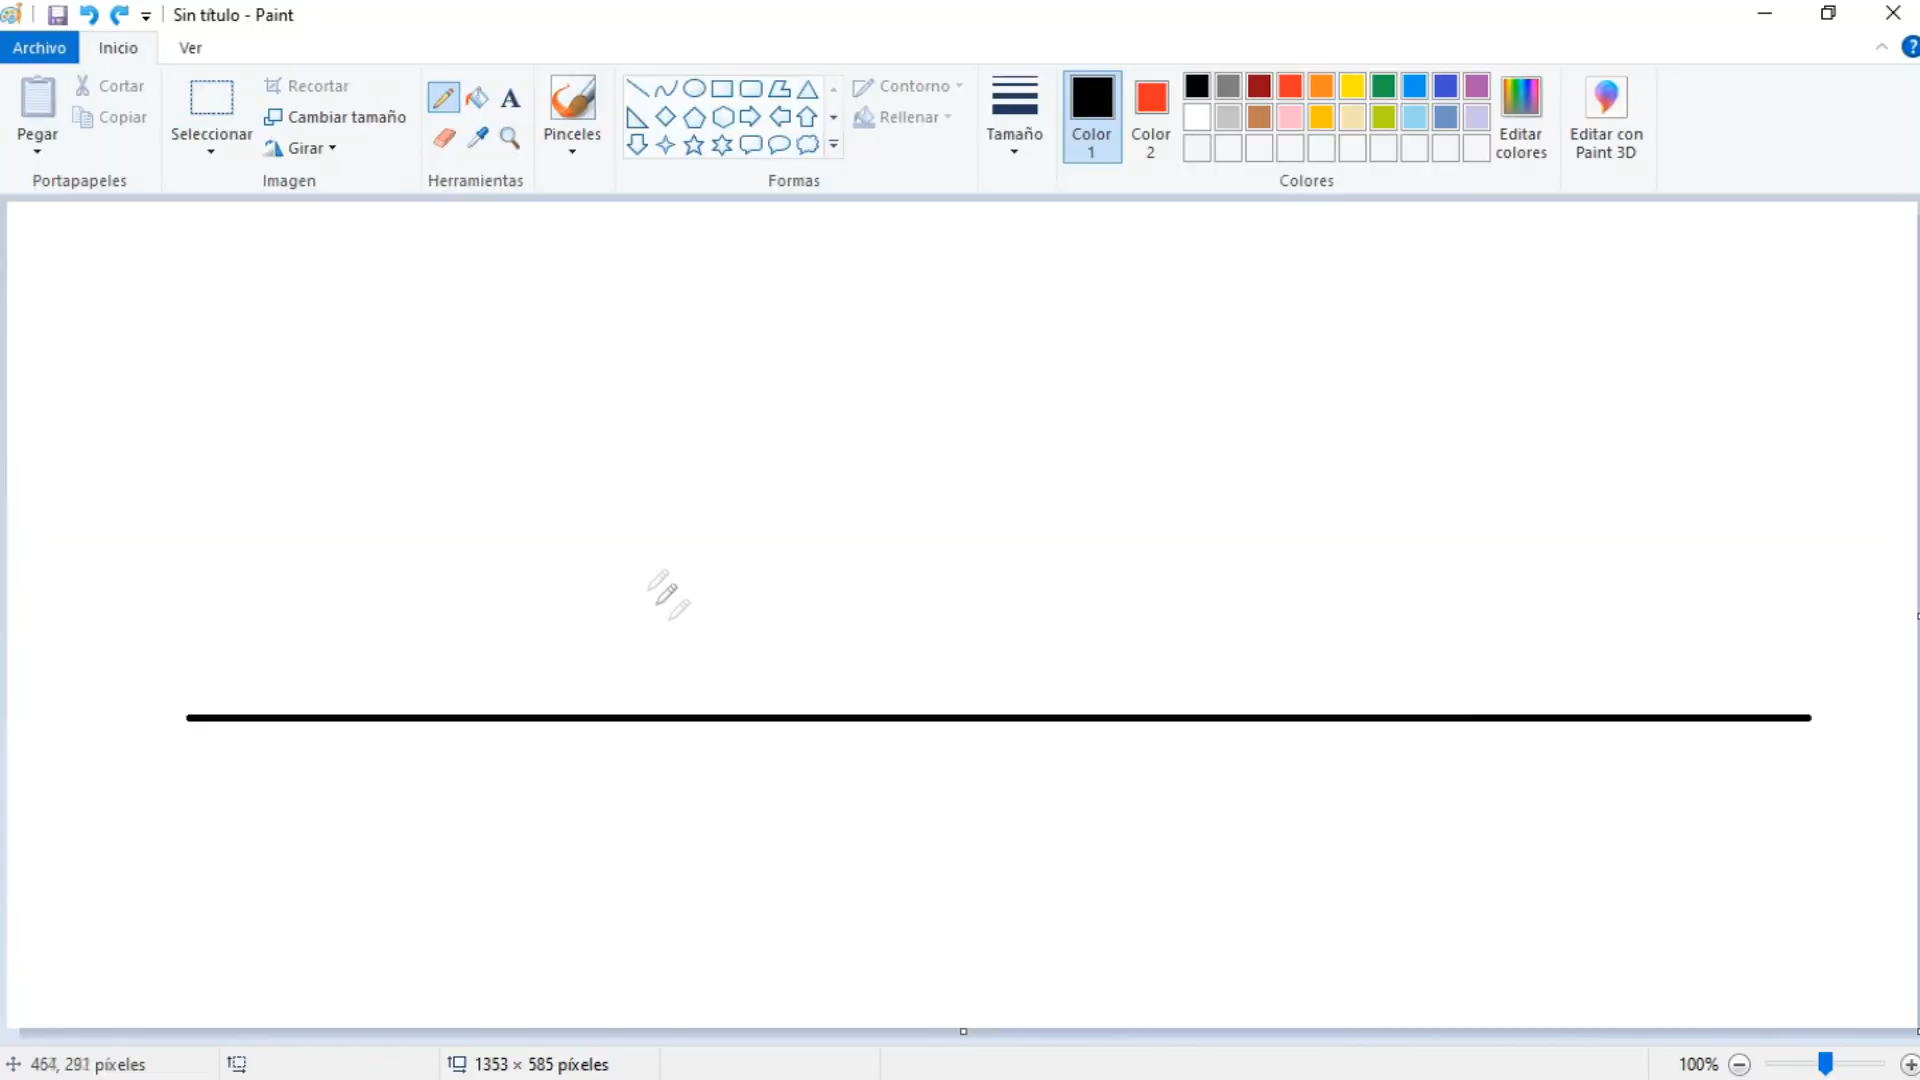 Sin título - Paint
Archivo Inicio Ver
Pegar
Cortar
Copiar
Portapapeles
Seleccionar
Recortar
Cambiar tamaño
Girar
Imagen
A
Herramientas
Pinceles
Contorno
Rellenar
Formas
Tamaño
Color
1
Color
2
Editar
colores
Colores
Editar con
Paint 3D
?
464, 291 píxeles
1353 × 585 píxeles
100%